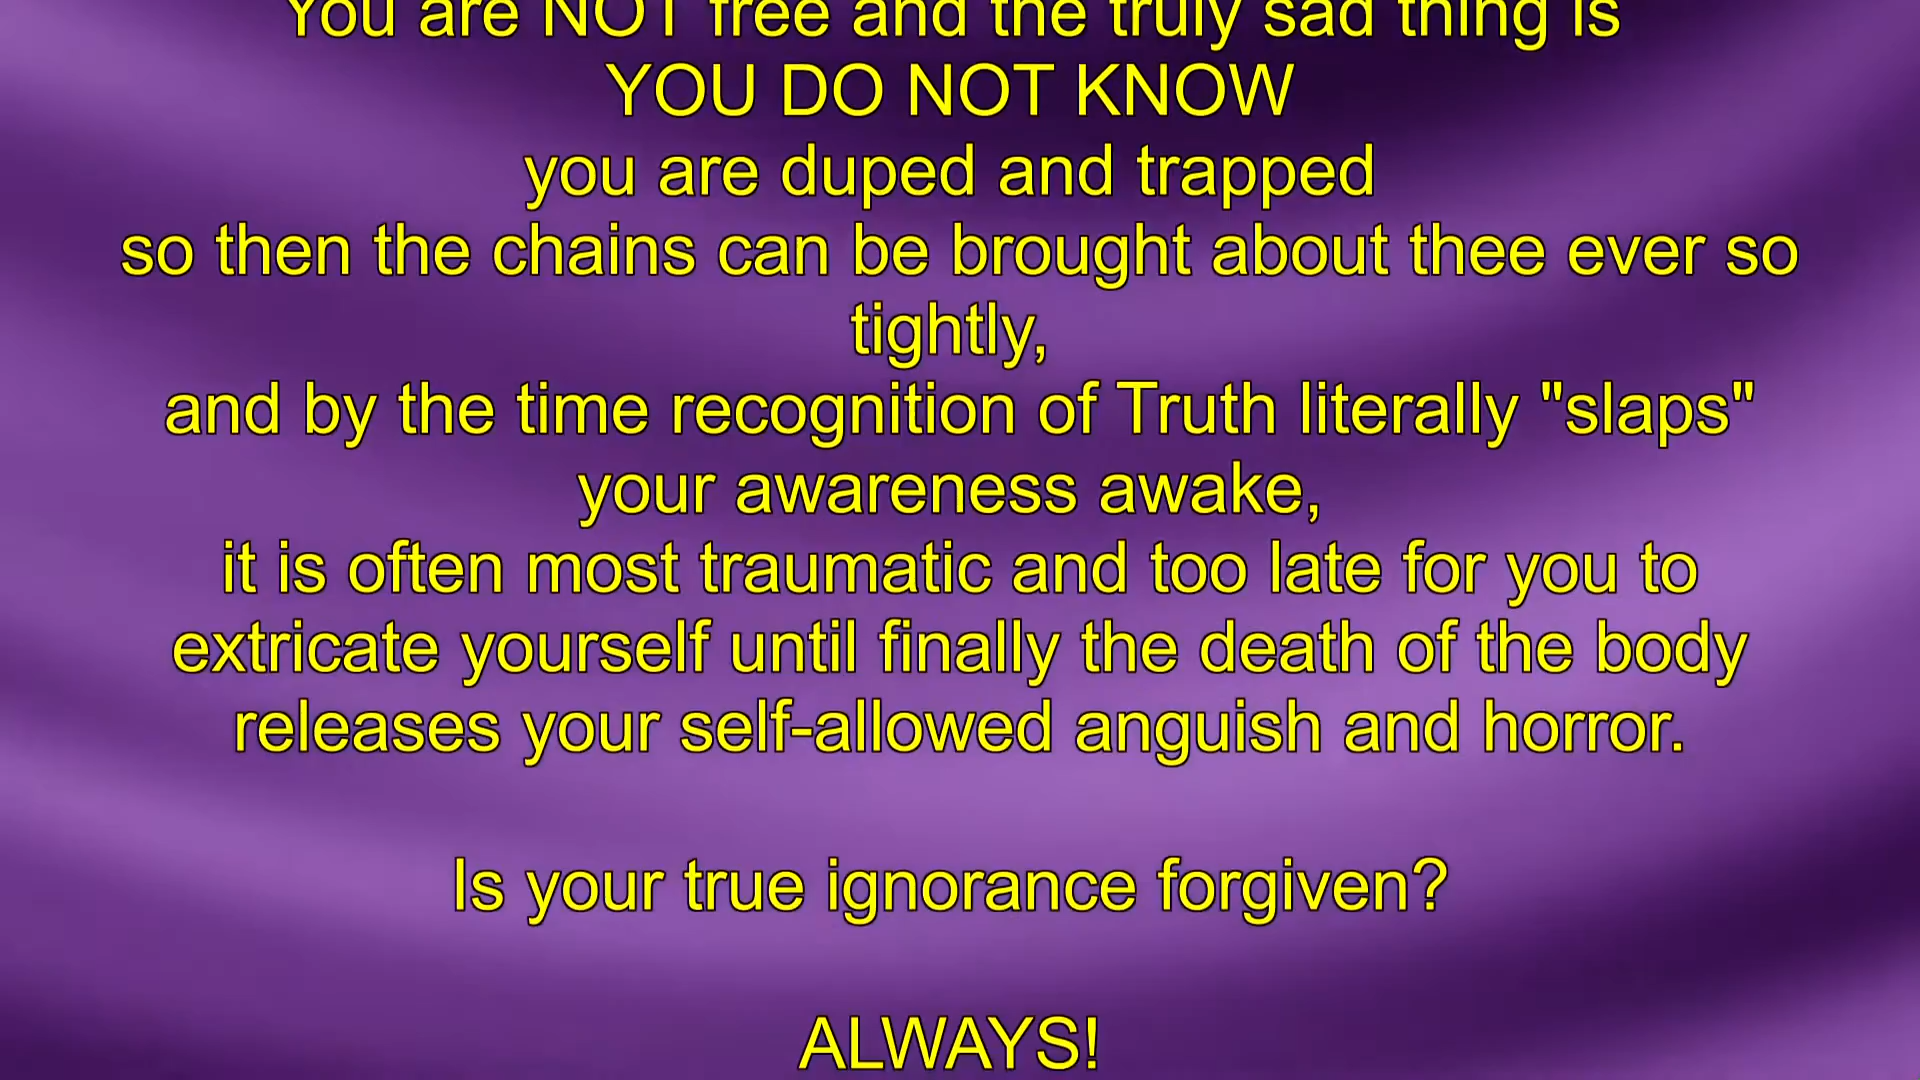 You are NOT free and the truly sad thing is
YOU DO NOT KNOW
you are duped and trapped
so then the chains can be brought about thee ever so
tightly,
and by the time recognition of Truth literally "slaps"
your awareness awake,
it is often most traumatic and too late for you to
extricate yourself until finally the death of the body
releases your self-allowed anguish and horror.
Is your true ignorance forgiven?
ALWAYS!